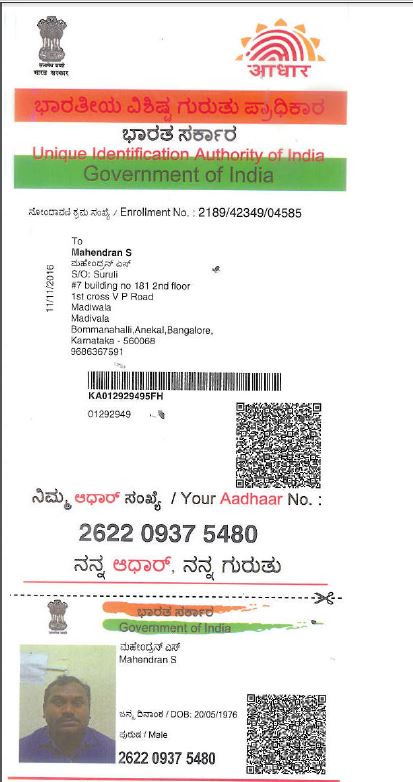 भारत सरकार
आधार
ಭಾರತೀಯ ವಿಶಿಷ್ಟ ಗುರುತು ಪ್ರಾಧಿಕಾರ
ಭಾರತ ಸರ್ಕಾರ
Unique Identification Authority of India
Government of India
ನೋಂದಾವಣಿ ಕ್ರಮ ಸಂಖ್ಯೆ / Enrollment No. : 2189/42349/04585
11/11/2016
To
Mahendran S
ಮಹೇಂದ್ರನ್ ಎಸ್
S/O: Suruli
#7 building no 181 2nd floor
1st cross V P Road
Madiwala
Madivala
Bommanahalli,Anekal,Bangalore,
Karnataka - 560068
9686367591
KA012929495FH
01292949
ನಿಮ್ಮ ಆಧಾರ್ ಸಂಖ್ಯೆ / Your Aadhaar No. :
2622 0937 5480
ನನ್ನ ಆಧಾರ್, ನನ್ನ ಗುರುತು
ಭಾರತ ಸರ್ಕಾರ
Government of India
ಮಹೇಂದ್ರನ್ ಎಸ್
Mahendran S
ಜನ್ಮ ದಿನಾಂಕ / DOB: 20/05/1976
ಪುರುಷ / Male
2622 0937 5480